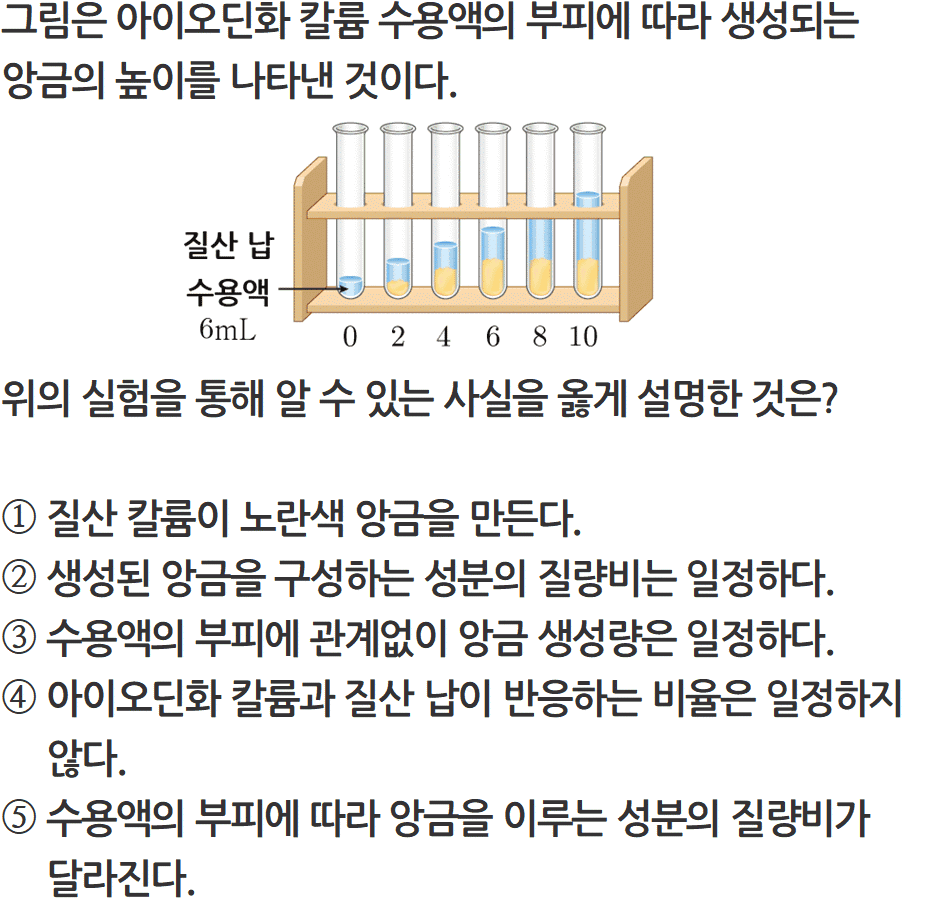 그림은 아이오딘화 칼륨 수용액의 부피에 따라 생성되는
앙금의 높이를 나타낸 것이다.
질산 납
수용액
6mL
0 2 4 6 8 10
위의 실험을 통해 알 수 있는 사실을 옳게 설명한 것은?
① 질산 칼륨이 노란색 앙금을 만든다.
② 생성된 앙금을 구성하는 성분의 질량비는 일정하다.
③ 수용액의 부피에 관계없이 앙금 생성량은 일정하다.
④ 아이오딘화 칼륨과 질산 납이 반응하는 비율은 일정하지
않다.
⑤ 수용액의 부피에 따라 앙금을 이루는 성분의 질량비가
달라진다.